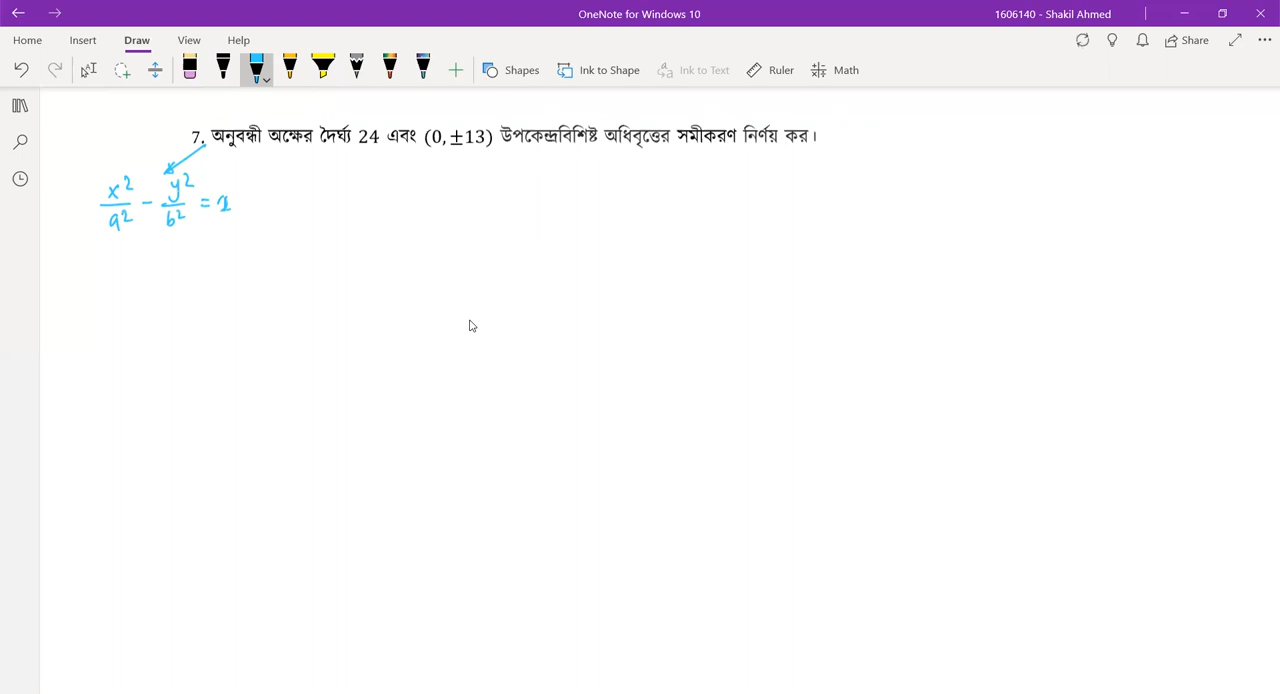 OneNote for Windows 10
1606140 - Shakil Ahmed
Home Insert Draw View Help
Share
Shapes Ink to Shape Ink to Text Ruler Math
7. অনুবন্ধী অক্ষের দৈর্ঘ্য 24 এবং (0, ±13) উপকেন্দ্রবিশিষ্ট অধিবৃত্তের সমীকরণ নির্ণয় কর।
x²/a² - y²/b² = 1